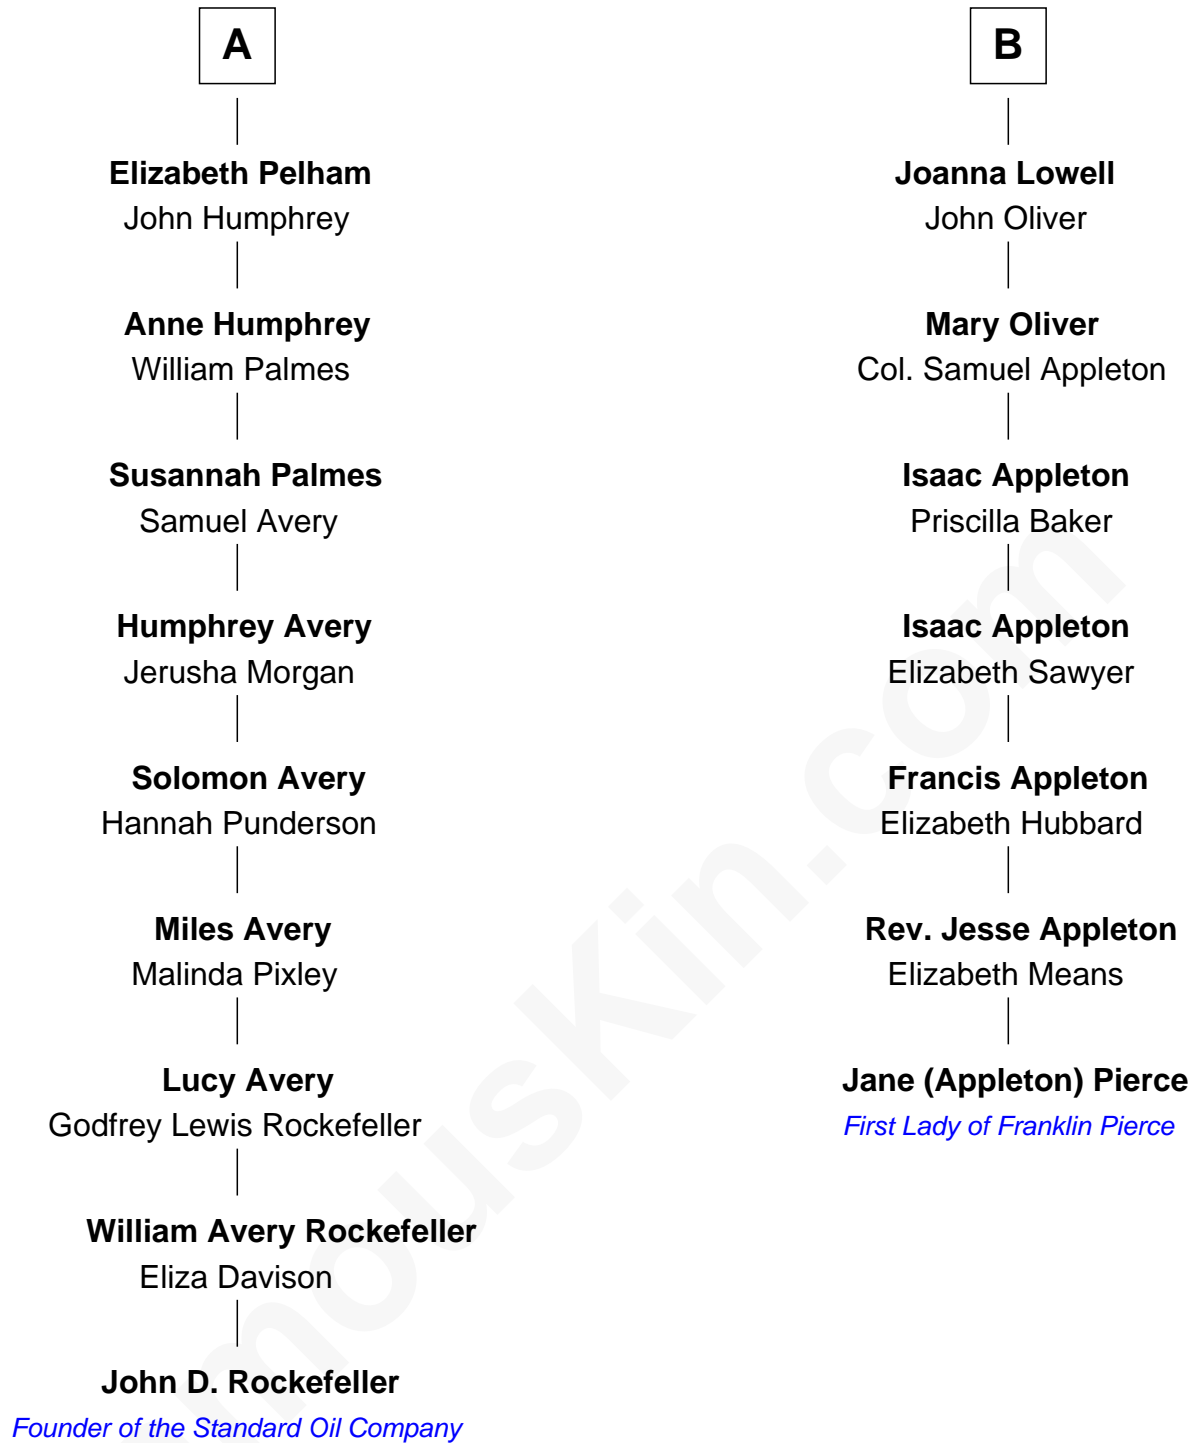 A
Elizabeth Pelham
John Humphrey
Anne Humphrey
William Palmes
Susannah Palmes
Samuel Avery
Humphrey Avery
Jerusha Morgan
Solomon Avery
Hannah Punderson
Miles Avery
Malinda Pixley
Lucy Avery
Godfrey Lewis Rockefeller
William Avery Rockefeller
Eliza Davison
John D. Rockefeller
Founder of the Standard Oil Company
B
Joanna Lowell
John Oliver
Mary Oliver
Col. Samuel Appleton
Isaac Appleton
Priscilla Baker
Isaac Appleton
Elizabeth Sawyer
Francis Appleton
Elizabeth Hubbard
Rev. Jesse Appleton
Elizabeth Means
Jane (Appleton) Pierce
First Lady of Franklin Pierce
mousKin.com